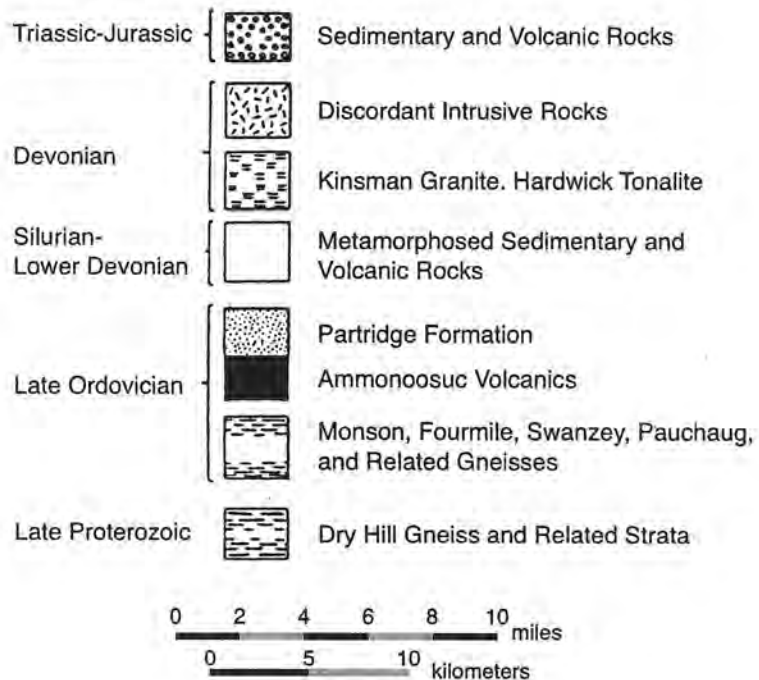 Triassic-Jurassic Sedimentary and Volcanic Rocks
Discordant Intrusive Rocks
Devonian
Kinsman Granite. Hardwick Tonalite
Silurian-
Lower Devonian
Metamorphosed Sedimentary and
Volcanic Rocks
Partridge Formation
Late Ordovician
Ammonoosuc Volcanics
Monson, Fourmile, Swanzey, Pauchaug,
and Related Gneisses
Late Proterozoic Dry Hill Gneiss and Related Strata
0 2 4 6 8 10
miles
0 5 10
kilometers